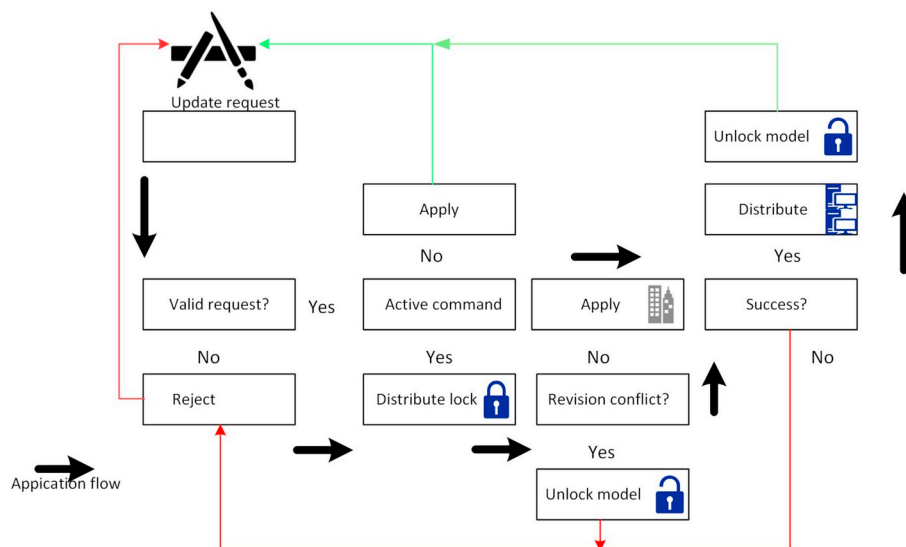 Update request
Unlock model
Apply
Distribute
No
Yes
Valid request?
Yes
Active command
Apply
Success?
No
Yes
No
No
Reject
Distribute lock
Revision conflict?
Yes
Appication flow
Unlock model